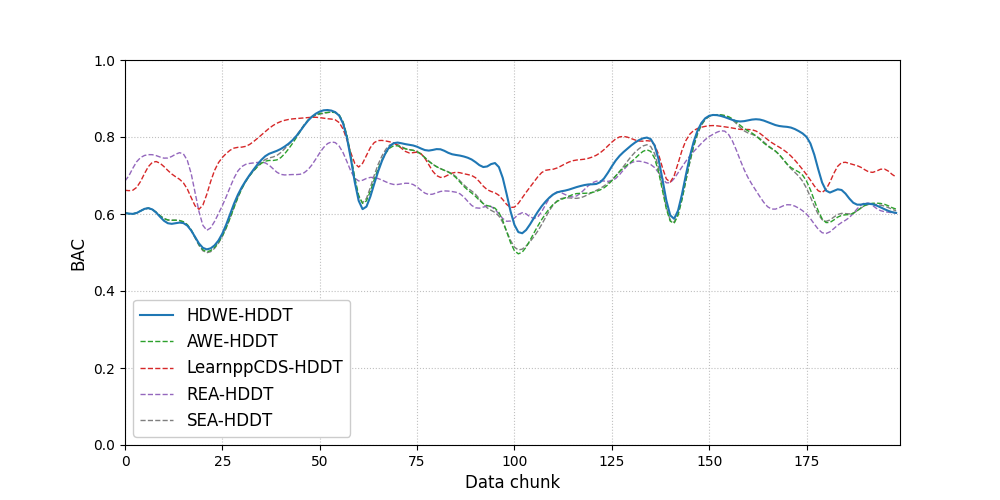 1.0
0.8
0.6
0.4
0.2
0.0
BAC
HDWE-HDDT
AWE-HDDT
LearnppCDS-HDDT
REA-HDDT
SEA-HDDT
0 25 50 75 100 125 150 175
Data chunk